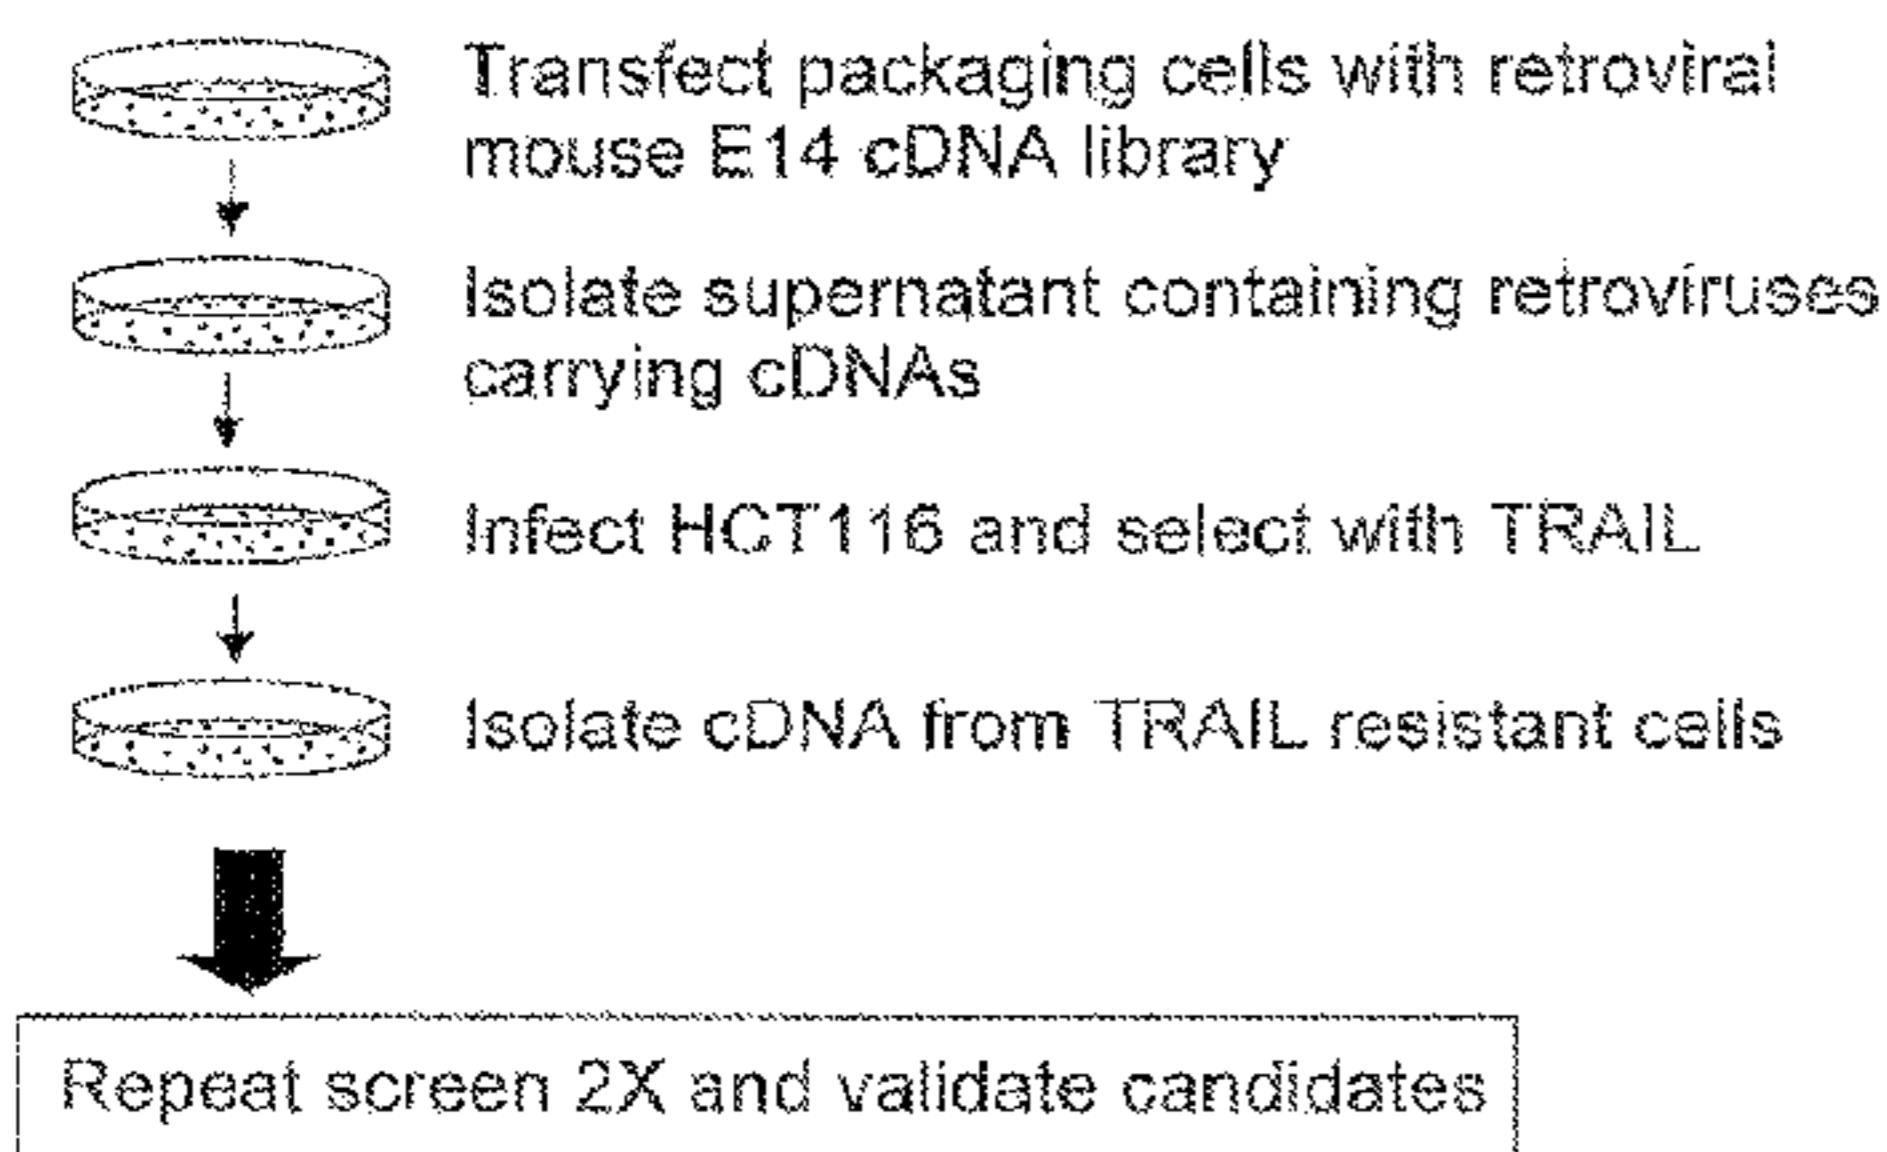 Transfect packaging cells with retroviral
mouse E14 cDNA library
Isolate supernatant containing retroviruses
carrying cDNAs
Infect HCT116 and select with TRAIL
Isolate cDNA from TRAIL resistant cells
Repeat screen 2X and validate candidates